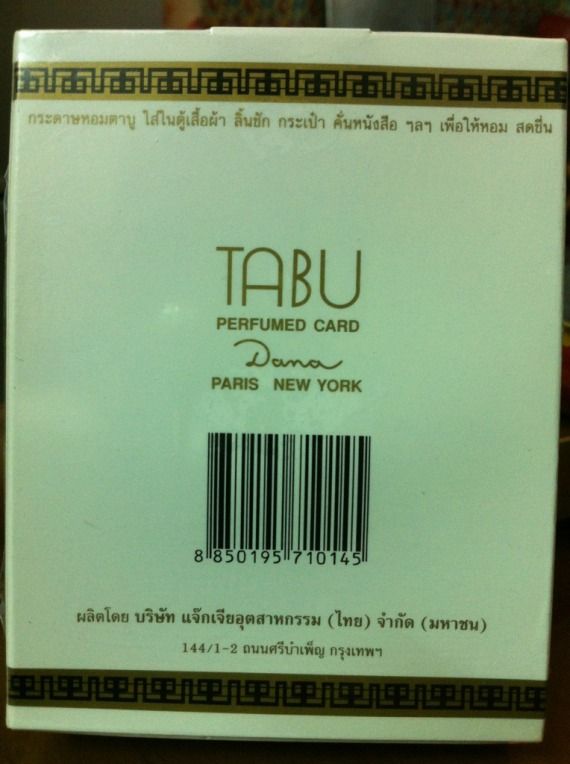 กระดาษหอมตาบู ใส่ในตู้เสื้อผ้า ลิ้นชัก กระเป๋า คั่นหนังสือ ฯลฯ เพื่อให้หอม สดชื่น
TABU
PERFUMED CARD
Dana
PARIS NEW YORK
8 850195 710145
ผลิตโดย บริษัท แจ๊กเจียอุตสาหกรรม (ไทย) จำกัด (มหาชน)
144/1-2 ถนนศรีบำเพ็ญ กรุงเทพฯ